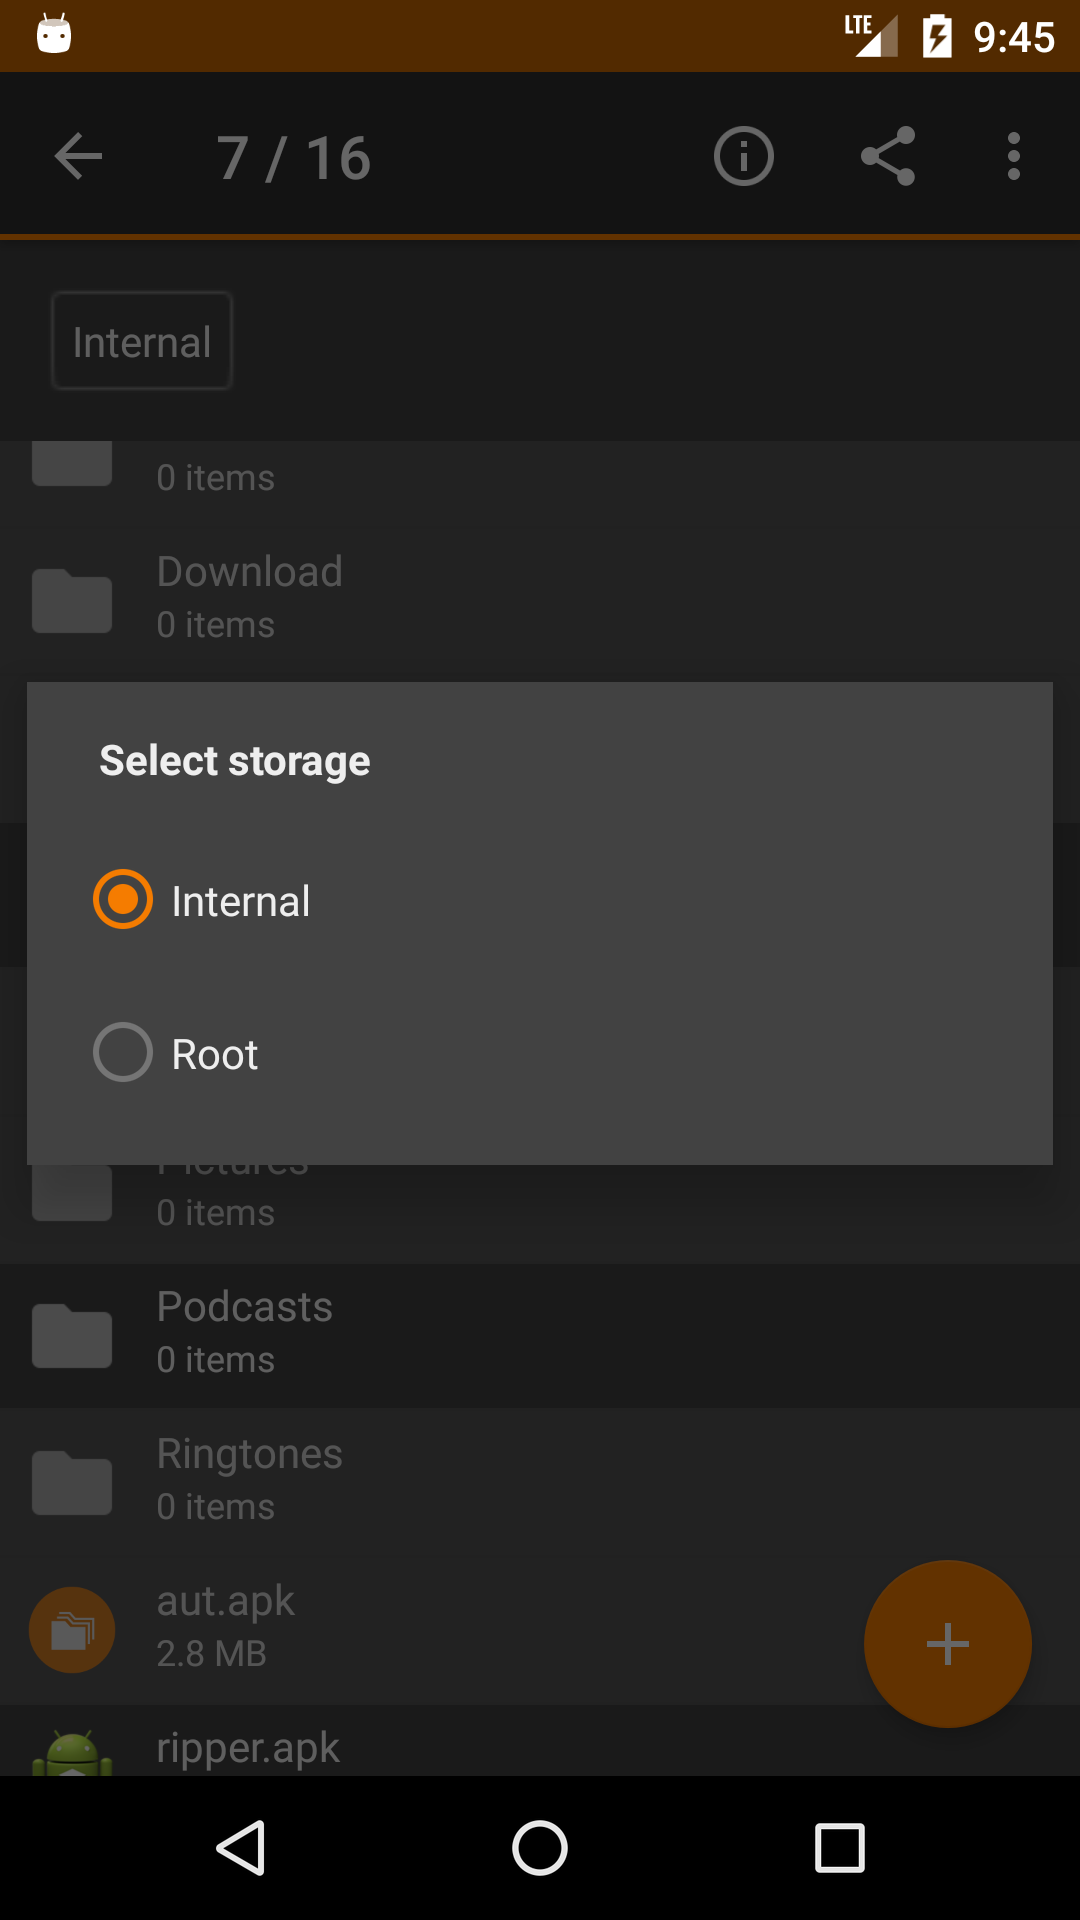 LTE 9:45
7 / 16
Internal
0 items
Download
0 items
Select storage
Internal
Root
Pictures
0 items
Podcasts
0 items
Ringtones
0 items
aut.apk
2.8 MB
ripper.apk